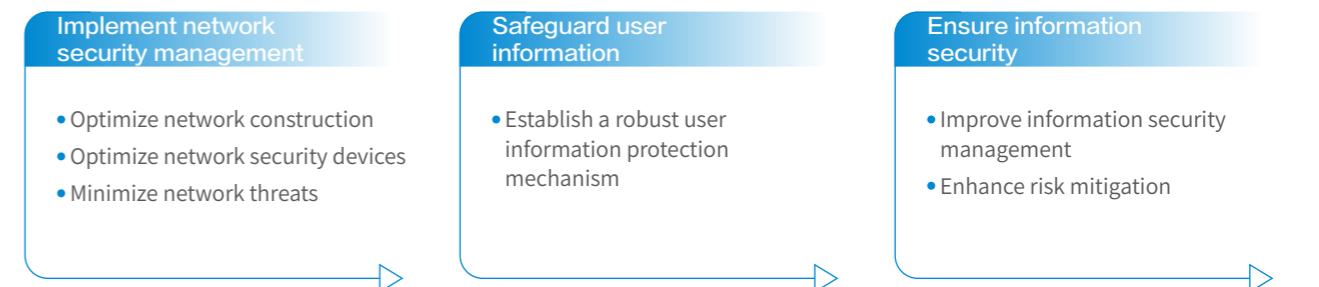 Implement network
security management
• Optimize network construction
• Optimize network security devices
• Minimize network threats
Safeguard user
information
• Establish a robust user
information protection
mechanism
Ensure information
security
• Improve information security
management
• Enhance risk mitigation